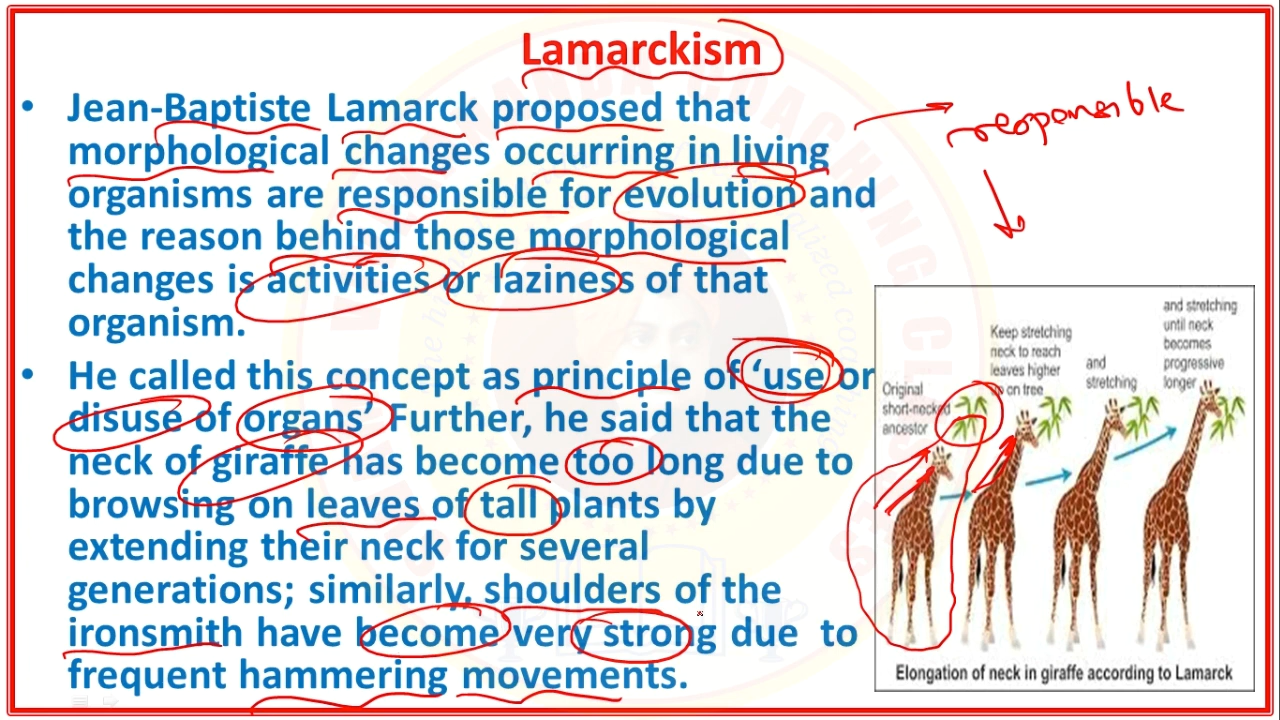 Lamarckism
• Jean-Baptiste Lamarck proposed that
morphological changes occurring in living
organisms are responsible for evolution and
the reason behind those morphological
changes is activities or laziness of that
organism.
• He called this concept as principle of ‘use or
disuse of organs’ Further, he said that the
neck of giraffe has become too long due to
browsing on leaves of tall plants by
extending their neck for several
generations; similarly, shoulders of the
ironsmith have become very strong due to
frequent hammering movements.
responsible
Original
short-necked
ancestor
Keep stretching
neck to reach
leaves higher
on tree
and
stretching
and stretching
until neck
becomes
progressive
longer
Elongation of neck in giraffe according to Lamarck